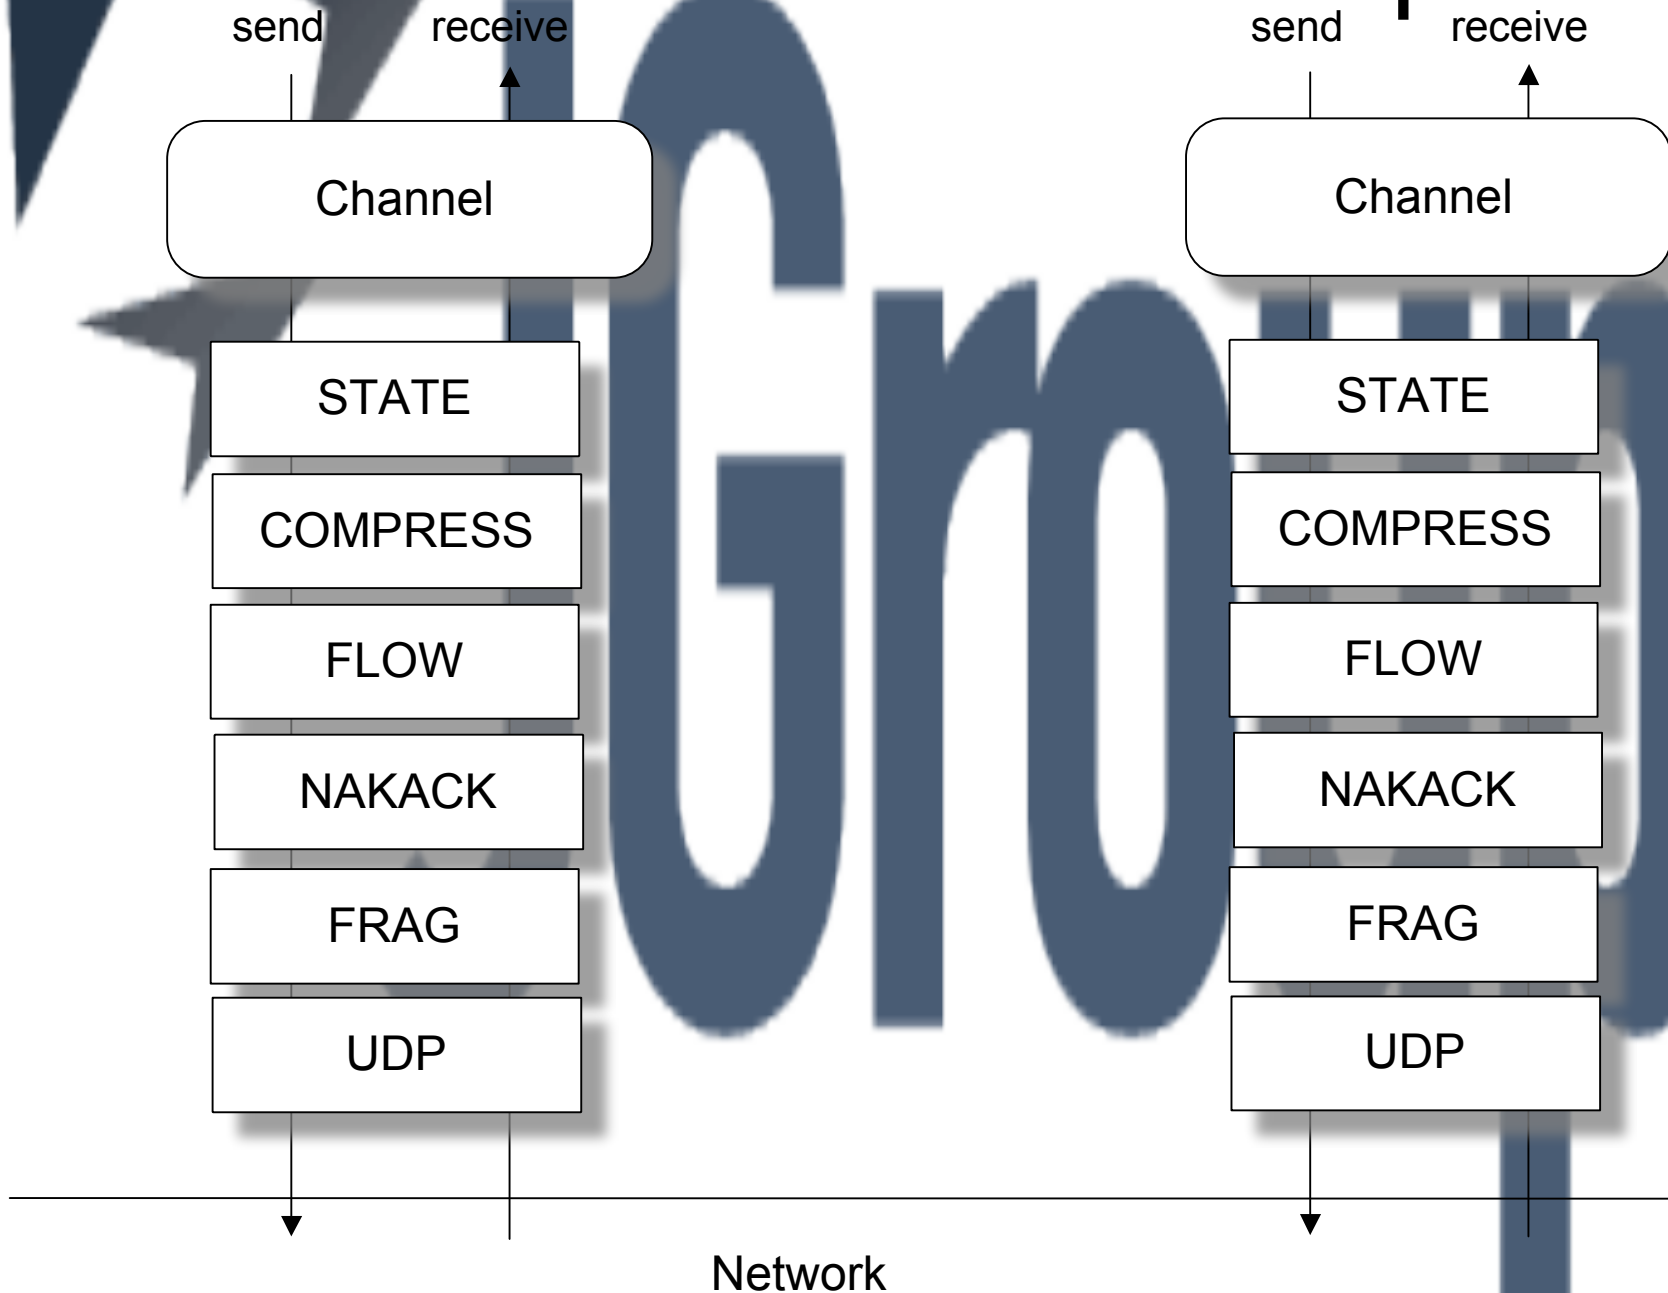 send receive send receive
Channel Channel
STATE STATE
COMPRESS COMPRESS
FLOW FLOW
NAKACK NAKACK
FRAG FRAG
UDP UDP
Network
JGroup